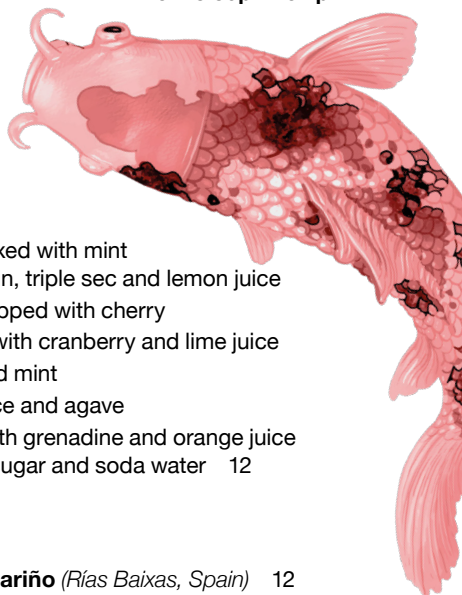 xed with mint
n, triple sec and lemon juice
pped with cherry
with cranberry and lime juice
d mint
ce and agave
th grenadine and orange juice
ugar and soda water 12
ariño (Rías Baixas, Spain) 12